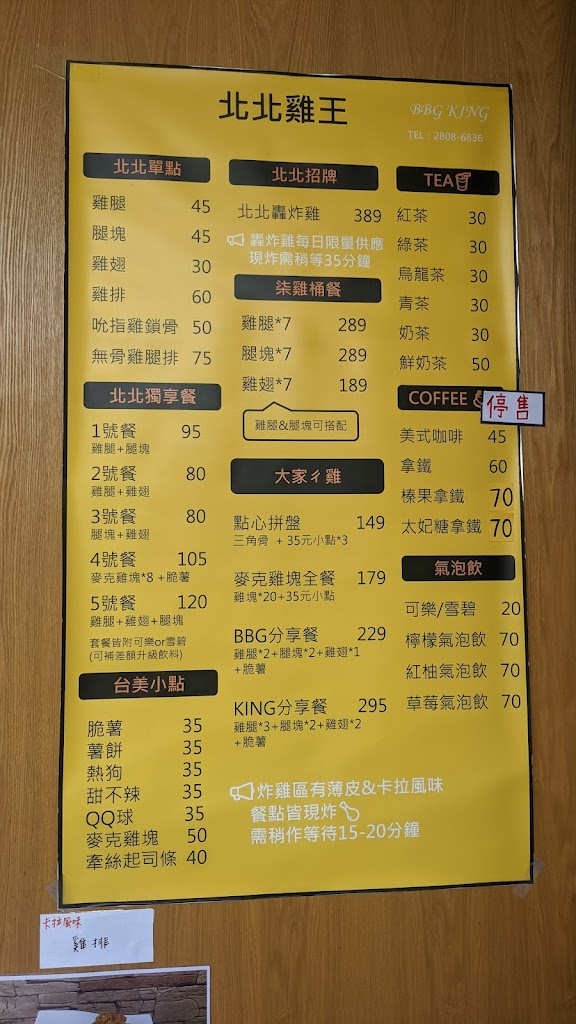 北北雞王
BBG KING
TEL : 2808-6836
北北單點
雞腿 45
腿塊 45
雞翅 30
雞排 60
吮指雞鎖骨 50
無骨雞腿排 75
北北獨享餐
1號餐 95
雞腿+腿塊
2號餐 80
雞腿+雞翅
3號餐 80
腿塊+雞翅
4號餐 105
麥克雞塊*8 +脆薯
5號餐 120
雞腿+雞翅+腿塊
套餐皆附可樂or雪碧
(可補差額升級飲料)
台美小點
脆薯 35
薯餅 35
熱狗 35
甜不辣 35
QQ球 35
麥克雞塊 50
牽絲起司條 40
北北招牌
北北轟炸雞 389
轟炸雞每日限量供應
現炸需稍等35分鐘
柒雞桶餐
雞腿*7 289
腿塊*7 289
雞翅*7 189
雞腿&腿塊可搭配
大家ㄔ雞
點心拼盤 149
三角骨 + 35元小點*3
麥克雞塊全餐 179
雞塊*20+35元小點
BBG分享餐 229
雞腿*2+腿塊*2+雞翅*1
+脆薯
KING分享餐 295
雞腿*3+腿塊*2+雞翅*2
+脆薯
炸雞區有薄皮&卡拉風味
餐點皆現炸
需稍作等待15-20分鐘
TEA
紅茶 30
綠茶 30
烏龍茶 30
青茶 30
奶茶 30
鮮奶茶 50
COFFEE
停售
美式咖啡 45
拿鐵 60
榛果拿鐵 70
太妃糖拿鐵 70
氣泡飲
可樂/雪碧 20
檸檬氣泡飲 70
紅柚氣泡飲 70
草莓氣泡飲 70
卡拉風味
雞排